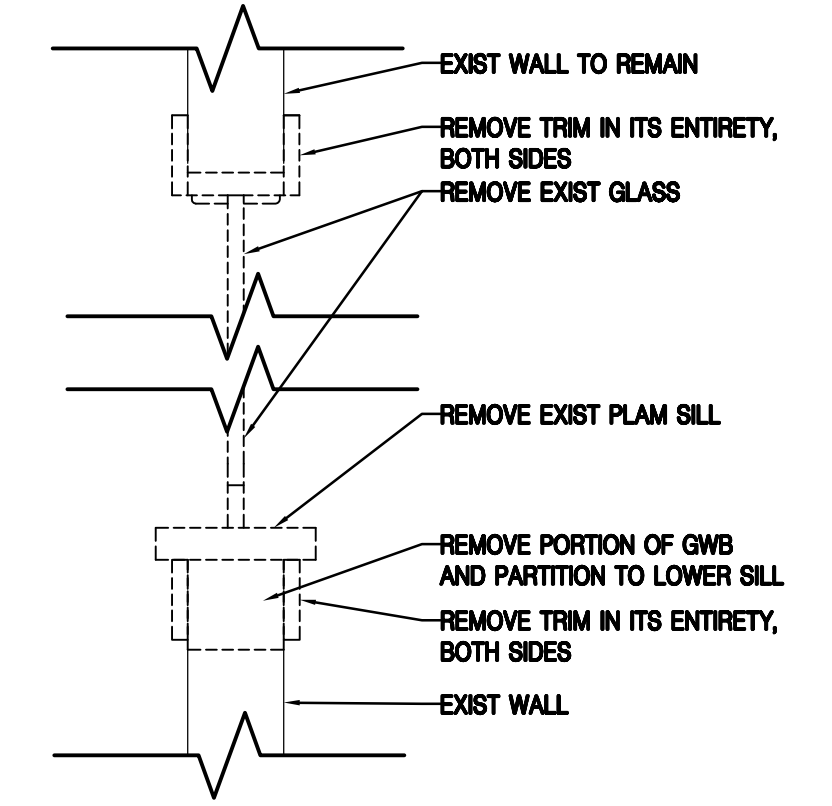 EXIST WALL TO REMAIN
REMOVE TRIM IN ITS ENTIRETY,
BOTH SIDES
REMOVE EXIST GLASS
REMOVE EXIST PLAM SILL
REMOVE PORTION OF GWB
AND PARTITION TO LOWER SILL
REMOVE TRIM IN ITS ENTIRETY,
BOTH SIDES
EXIST WALL